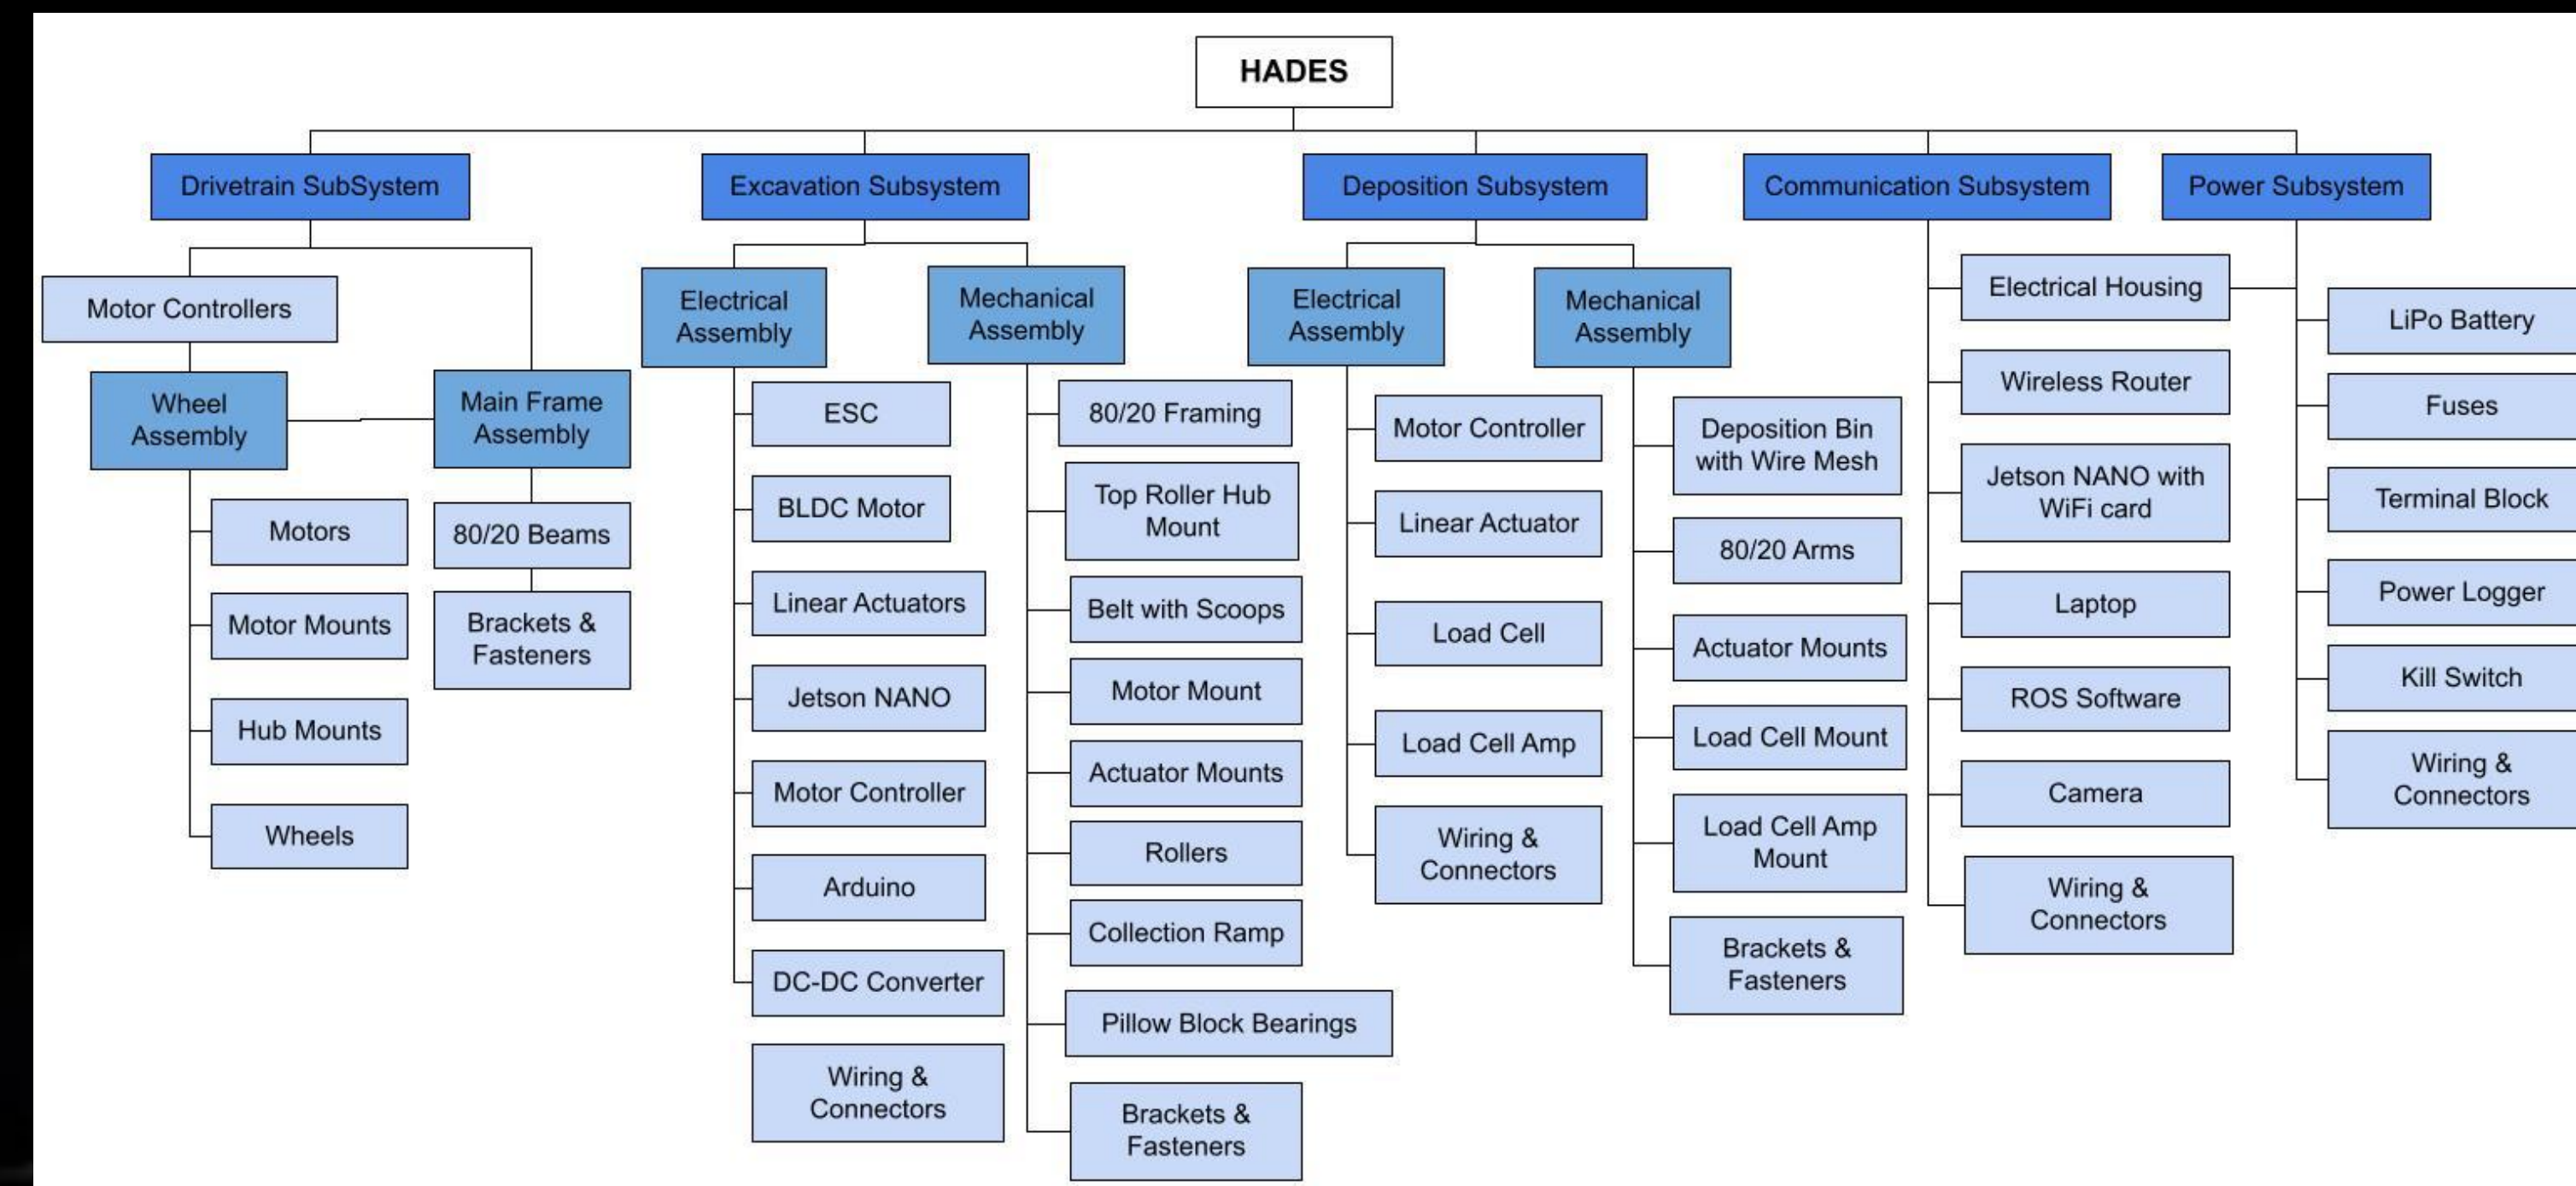 HADES
Drivetrain SubSystem
Motor Controllers
Wheel
Assembly
Motors
Motor Mounts
Hub Mounts
Wheels
Main Frame
Assembly
80/20 Beams
Brackets &
Fasteners
Excavation Subsystem
Electrical
Assembly
ESC
BLDC Motor
Linear Actuators
Jetson NANO
Motor Controller
Arduino
DC-DC Converter
Wiring &
Connectors
Mechanical
Assembly
80/20 Framing
Top Roller Hub
Mount
Belt with Scoops
Motor Mount
Actuator Mounts
Rollers
Collection Ramp
Pillow Block Bearings
Brackets &
Fasteners
Deposition Subsystem
Electrical
Assembly
Motor Controller
Linear Actuator
Load Cell
Load Cell Amp
Wiring &
Connectors
Mechanical
Assembly
Deposition Bin
with Wire Mesh
80/20 Arms
Actuator Mounts
Load Cell Mount
Load Cell Amp
Mount
Brackets &
Fasteners
Communication Subsystem
Electrical Housing
Wireless Router
Jetson NANO with
WiFi card
Laptop
ROS Software
Camera
Wiring &
Connectors
Power Subsystem
LiPo Battery
Fuses
Terminal Block
Power Logger
Kill Switch
Wiring &
Connectors